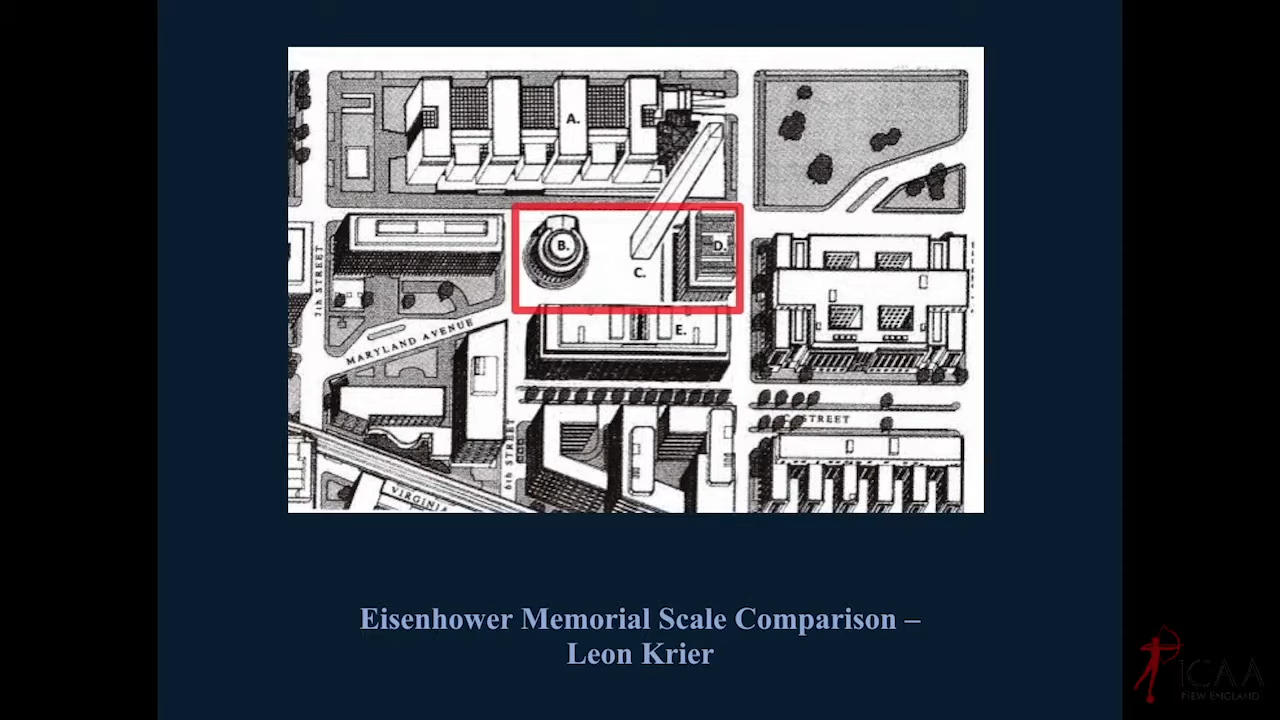 A.
B.
C.
D.
E.
7th STREET
MARYLAND AVENUE
6th STREET
STREET
VIRGINIA
Eisenhower Memorial Scale Comparison –
Leon Krier
ICAA
NEW ENGLAND